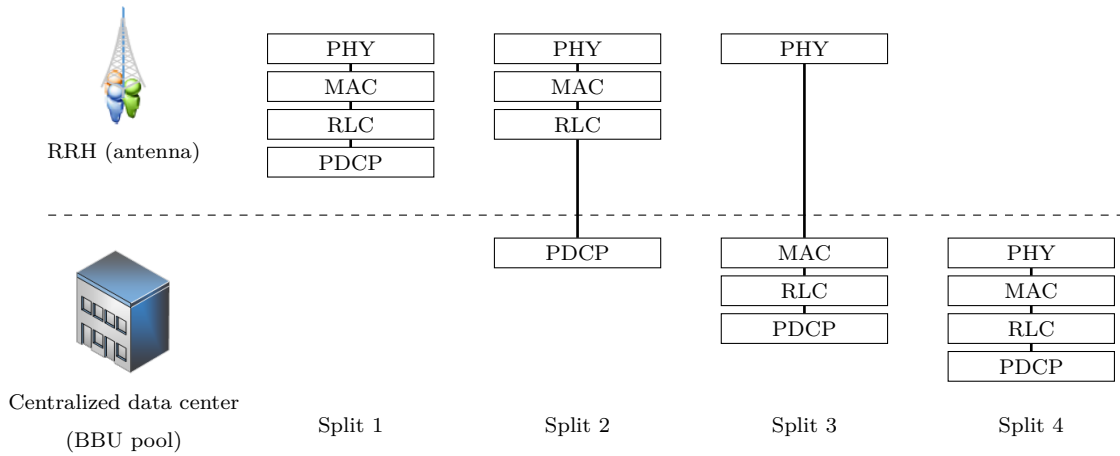 PHY PHY PHY
MAC MAC
RLC RLC
RRH (antenna)
PDCP
PDCP MAC PHY
RLC MAC
PDCP RLC
PDCP
Centralized data center
(BBU pool)
Split 1 Split 2 Split 3 Split 4